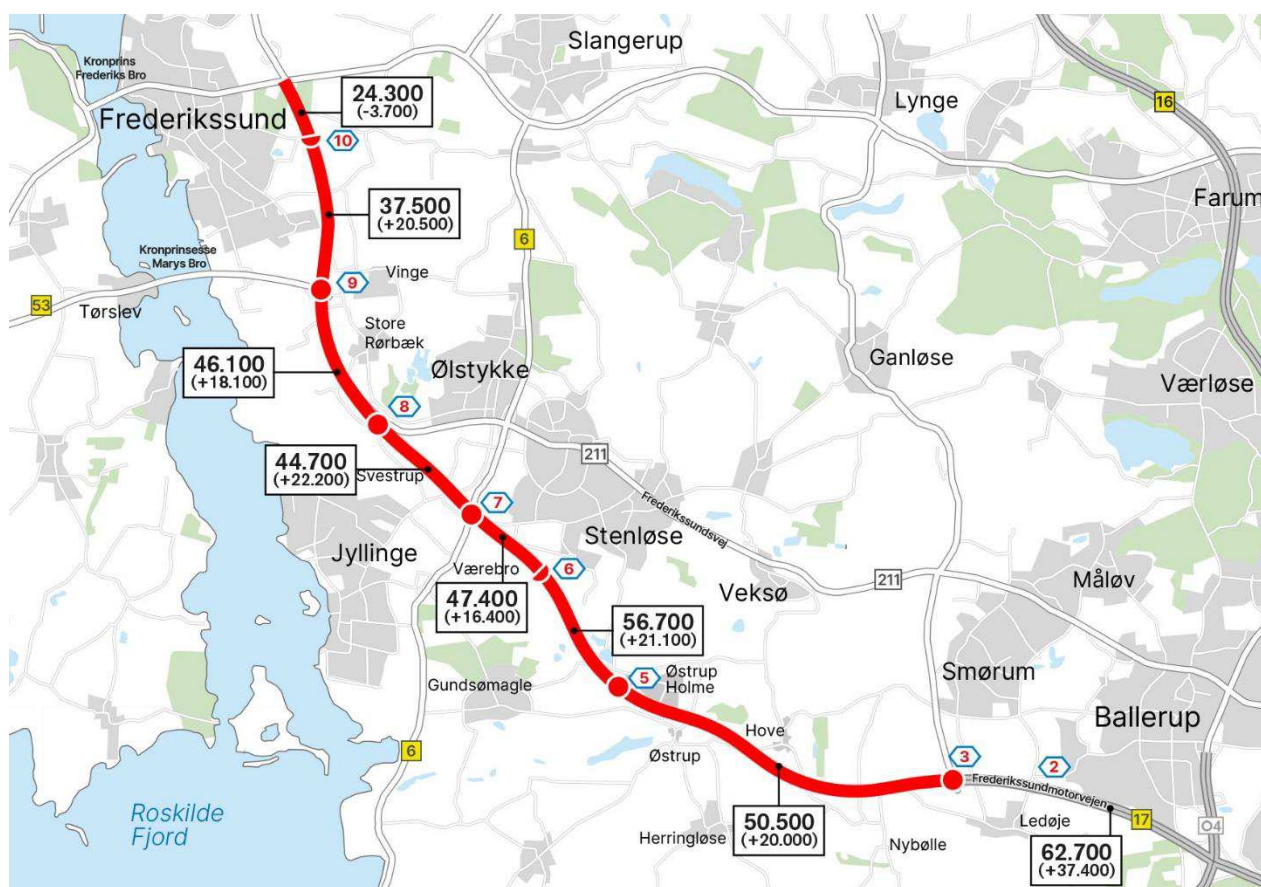 Slangerup
Kronprins
Frederiks Bro
24.300
(-3.700)
Lynge
16
Frederikssund
10
Farum
37.500
(+20.500)
6
Kronprinsesse
Marys Bro
Vinge
9
53
Tørslev
Store
Rørbæk
Ganløse
46.100
(+18.100)
Ølstykke
Værløse
8
44.700
(+22.200)
211
Svestrup
7
Frederikssundsvej
Stenløse
Jyllinge
Værebro
6
211
Måløv
47.400
(+16.400)
Veksø
56.700
(+21.100)
5
Østrup
Holme
Smørum
Gundsømagle
Ballerup
Hove
6
Østrup
3
2
Frederikssundmotorvejen
Roskilde
Fjord
50.500
(+20.000)
Ledøje
17
O4
Herringløse
Nybølle
62.700
(+37.400)